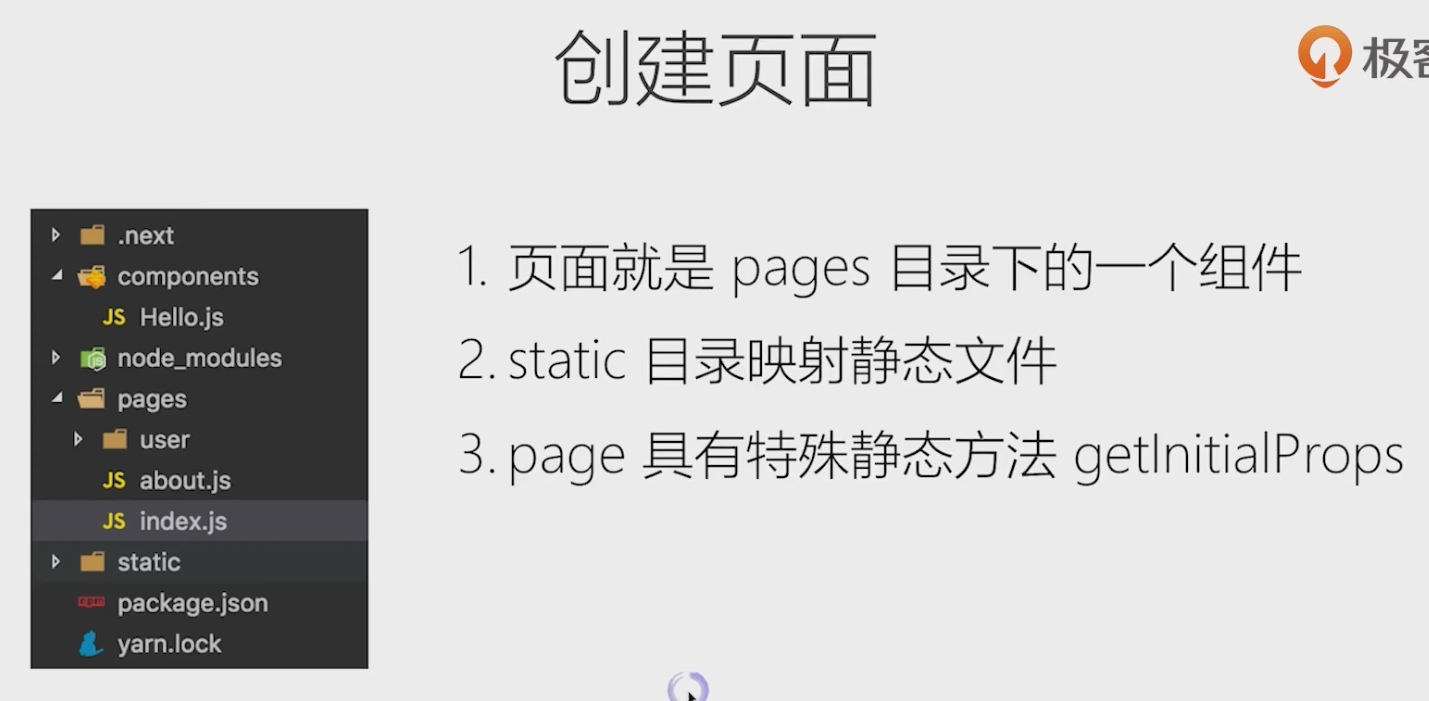 创建页面
极客
.next
components
JS Hello.js
node_modules
pages
user
JS about.js
JS index.js
static
package.json
yarn.lock
1. 页面就是 pages 目录下的一个组件
2. static 目录映射静态文件
3. page 具有特殊静态方法 getInitialProps